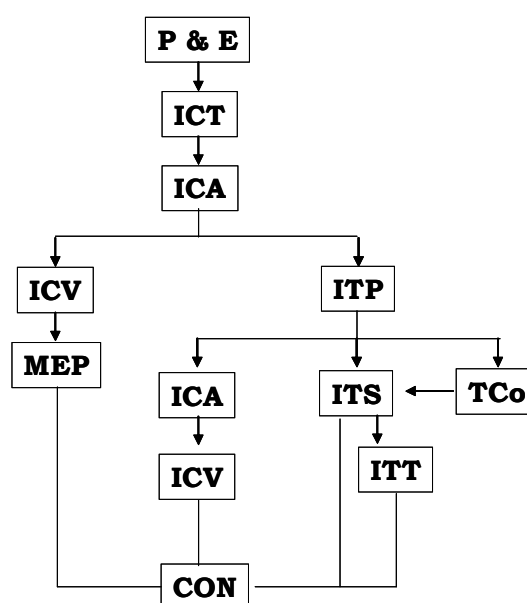 P & E
ICT
ICA
ICV
ITP
MEP
ICA
ITS
TCo
ICV
ITT
CON